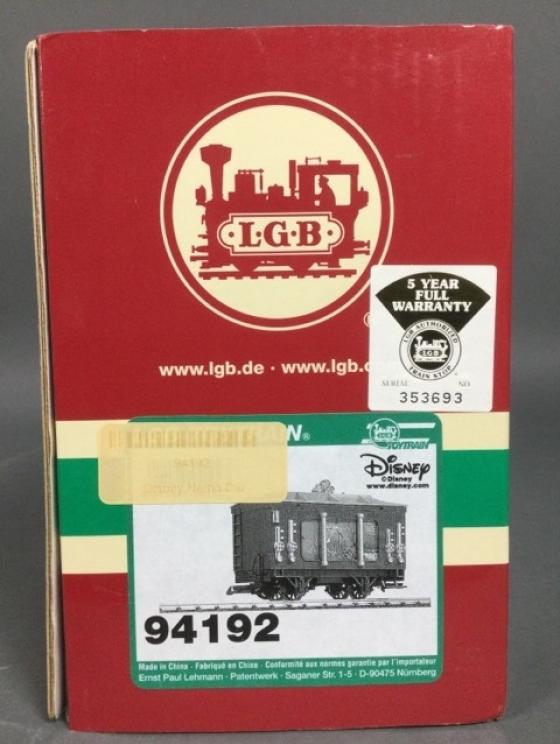 L·G·B
®
5 YEAR
FULL
WARRANTY
LGB AUTHORIZED
LGB
TRAIN STOP
SERIAL NO
353693
www.lgb.de · www.lgb.co
N®
TOYTRAIN
94192
Disney
Disney
©Disney
www.disney.com
94192
Made in China · Fabriqué en Chine · Conformité aux normes garantie par l'importateur
Ernst Paul Lehmann · Patentwerk · Saganer Str. 1-5 · D-90475 Nürnberg